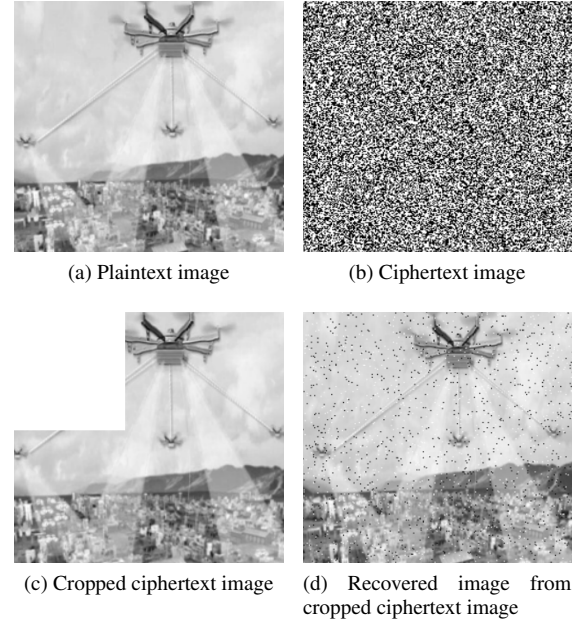 (a) Plaintext image
(b) Ciphertext image
(c) Cropped ciphertext image
(d) Recovered image from
cropped ciphertext image